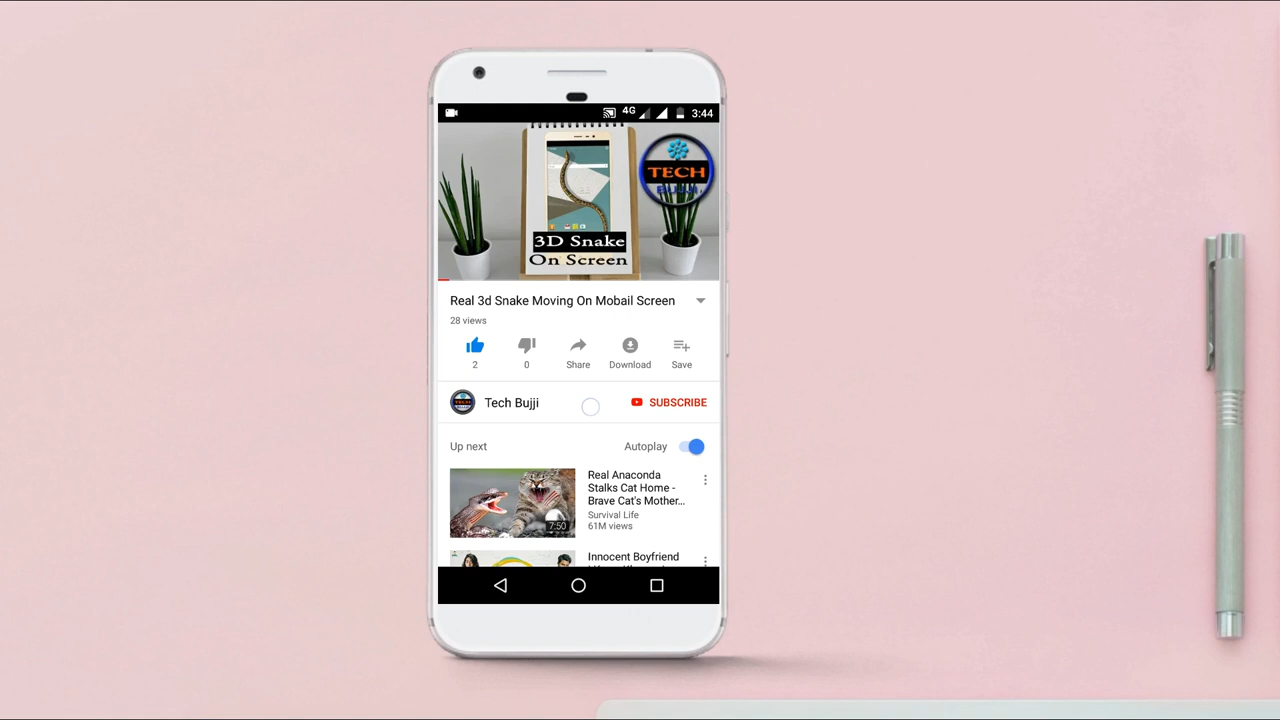 4G 3:44
TECH
BUJJI
3D Snake
On Screen
Real 3d Snake Moving On Mobail Screen
28 views
2
0
Share
Download
Save
Tech Bujji
SUBSCRIBE
Up next
Autoplay
Real Anaconda
Stalks Cat Home -
Brave Cat's Mother...
Survival Life
61M views
7:50
Innocent Boyfriend